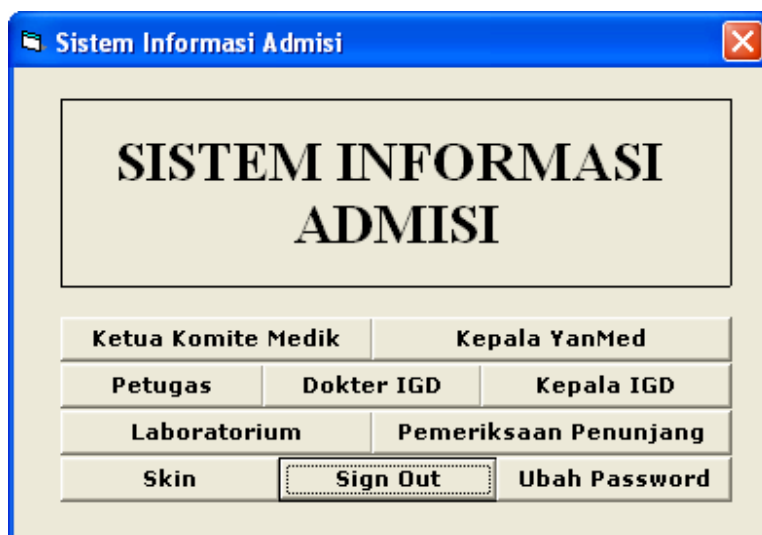 Sistem Informasi Admisi
SISTEM INFORMASI
ADMISI
Ketua Komite Medik Kepala YanMed
Petugas Dokter IGD Kepala IGD
Laboratorium Pemeriksaan Penunjang
Skin Sign Out Ubah Password